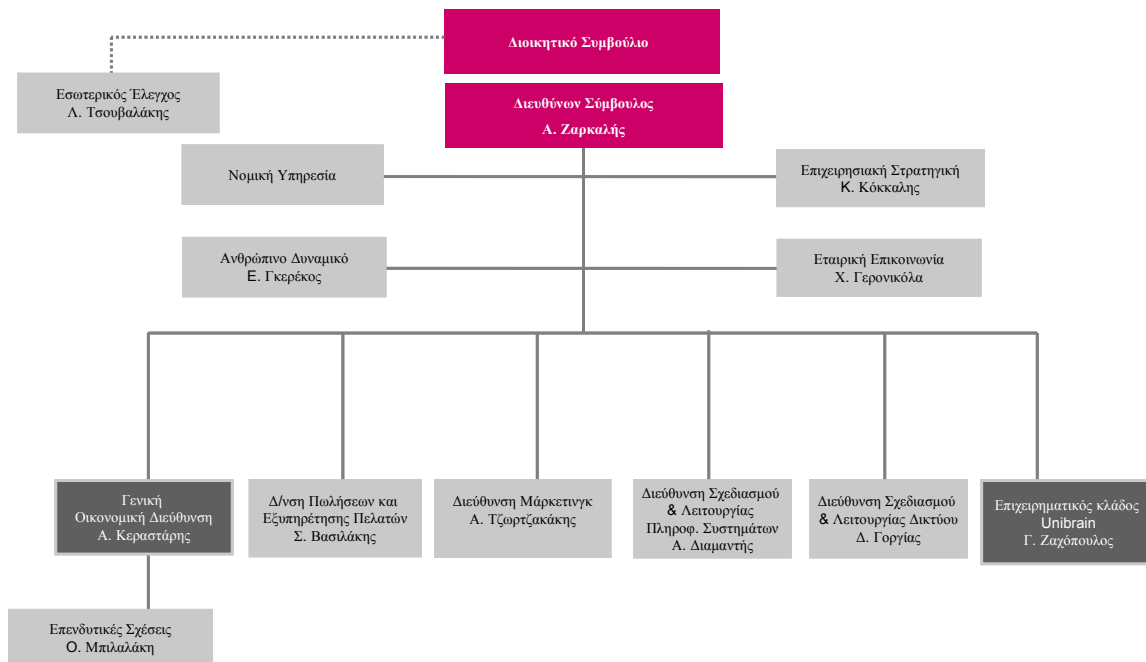 Διοικητικό Συμβούλιο
Εσωτερικός Έλεγχος
Λ. Τσουβαλάκης
Διευθύνων Σύμβουλος
Α. Ζαρκαλής
Νομική Υπηρεσία
Επιχειρησιακή Στρατηγική
Κ. Κόκκαλης
Ανθρώπινο Δυναμικό
Ε. Γκερέκος
Εταιρική Επικοινωνία
Χ. Γερονικόλα
Γενική
Οικονομική Διεύθυνση
Α. Κεραστάρης
Δ/νση Πωλήσεων και
Εξυπηρέτησης Πελατών
Σ. Βασιλάκης
Διεύθυνση Μάρκετινγκ
Α. Τζωρτζακάκης
Διεύθυνση Σχεδιασμού
& Λειτουργίας
Πληροφ. Συστημάτων
Α. Διαμαντής
Διεύθυνση Σχεδιασμού
& Λειτουργίας Δικτύου
Δ. Γοργίας
Επιχειρηματικός κλάδος
Unibrain
Γ. Ζαχόπουλος
Επενδυτικές Σχέσεις
Ο. Μπιλαλάκη